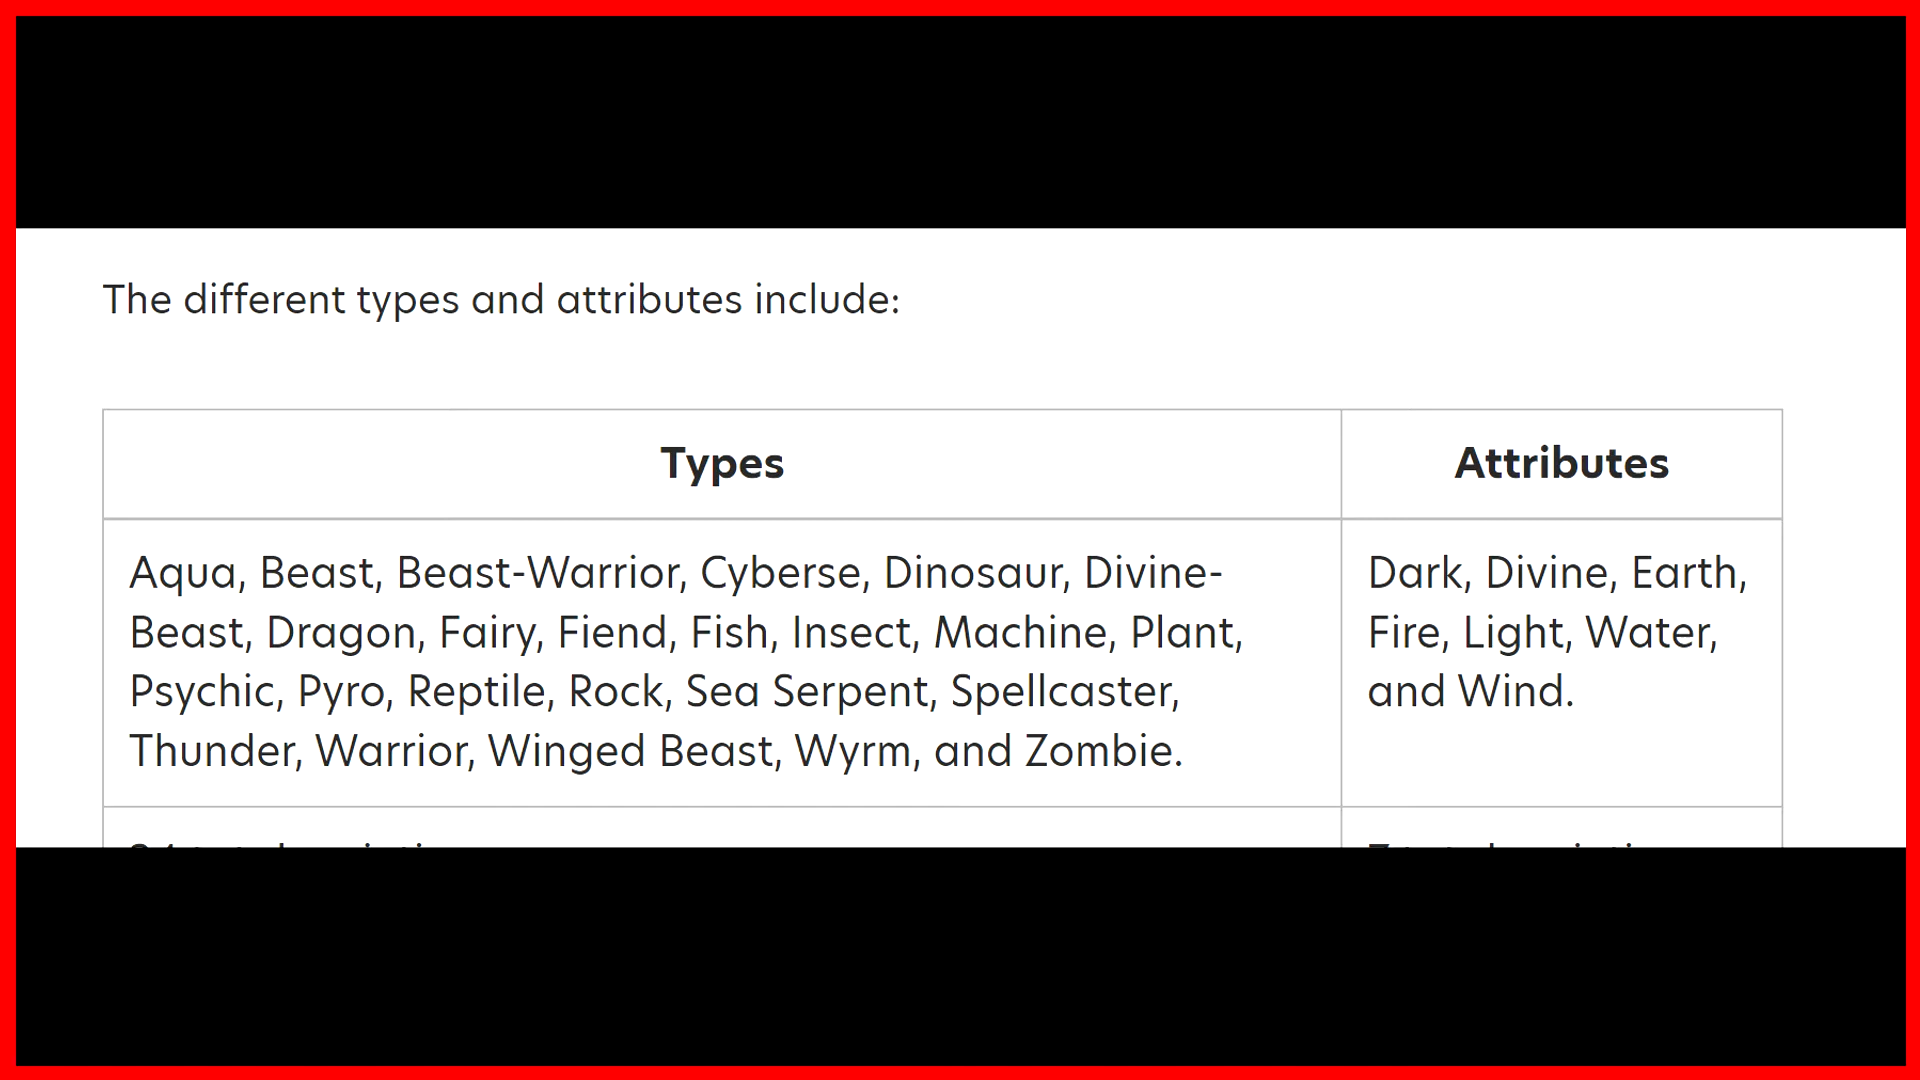 The different types and attributes include:
Types
Attributes
Aqua, Beast, Beast-Warrior, Cyberse, Dinosaur, Divine-
Beast, Dragon, Fairy, Fiend, Fish, Insect, Machine, Plant,
Psychic, Pyro, Reptile, Rock, Sea Serpent, Spellcaster,
Thunder, Warrior, Winged Beast, Wyrm, and Zombie.
Dark, Divine, Earth,
Fire, Light, Water,
and Wind.